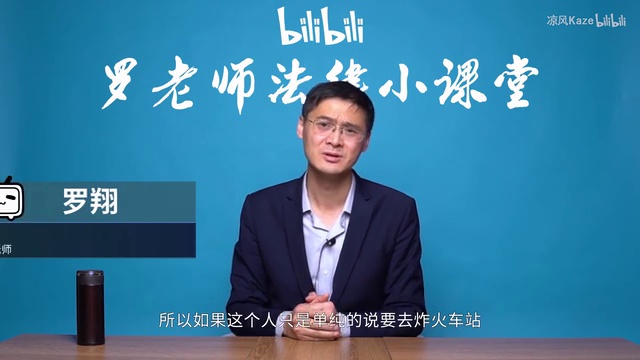 bilibili
凉风Kaze bilibili
罗老师法律小课堂
罗翔
师
所以如果这个人只是单纯的说要去炸火车站